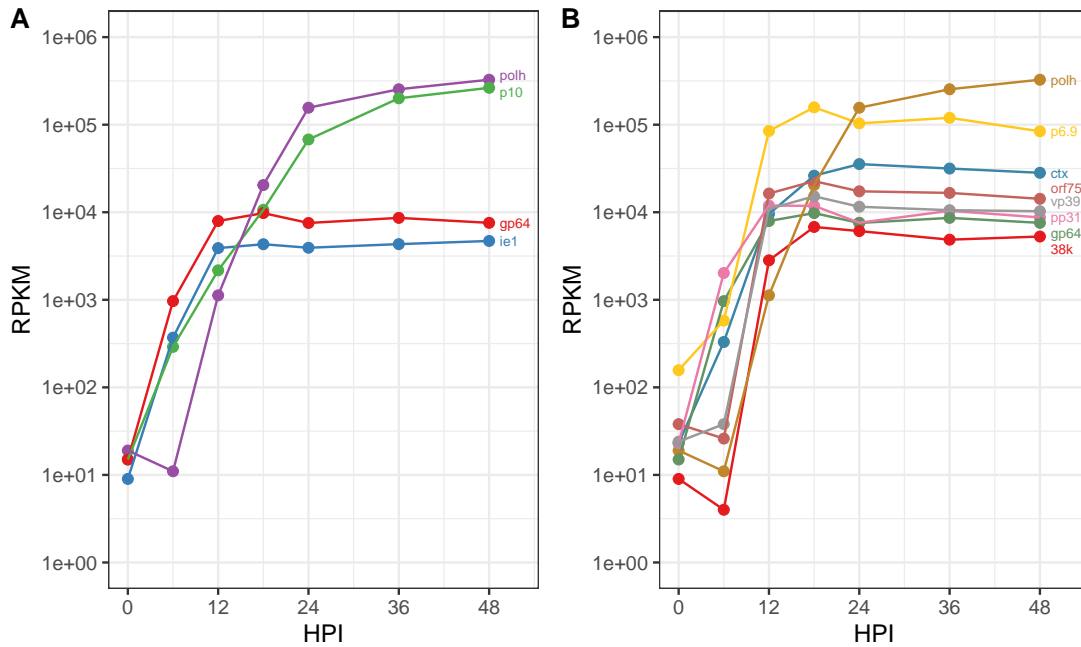 A
1e+06
1e+05
1e+04
1e+03
1e+02
1e+01
1e+00
RPKM
polh
p10
gp64
ie1
0 12 24 36 48
HPI
B
1e+06
1e+05
1e+04
1e+03
1e+02
1e+01
1e+00
RPKM
polh
p6.9
ctx
orf75
vp39
pp31
gp64
38k
0 12 24 36 48
HPI